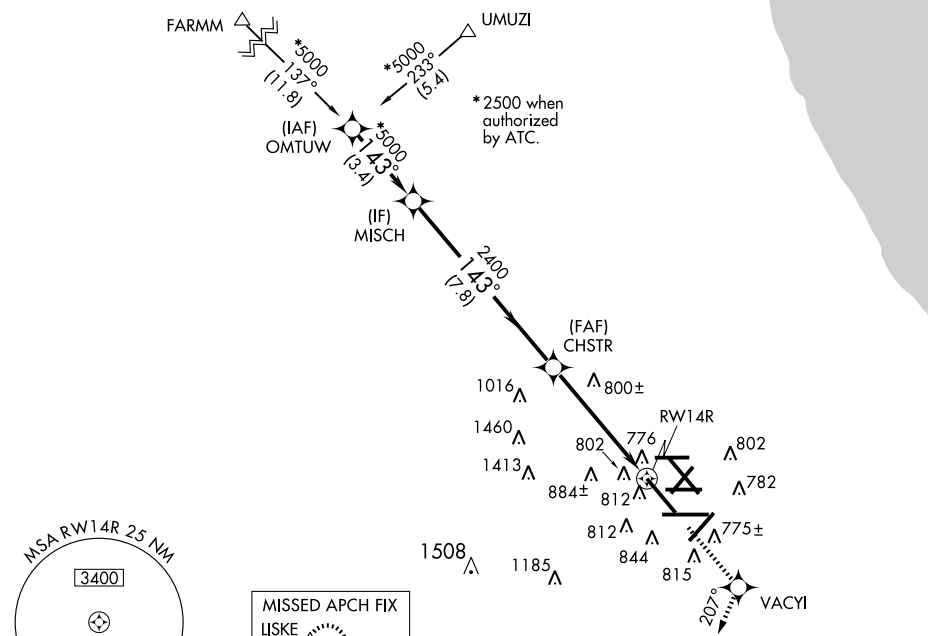 FARMM
UMUZI
*5000
137°
(11.8)
*5000
233°
(5.4)
*2500 when
authorized
by ATC.
(IAF)
OMTUW
*5000
143°
(3.4)
(IF)
MISCH
2400
143°
(7.8)
(FAF)
CHSTR
1016
800±
RW14R
1460
802
776
802
1413
884±
812
782
812
844
775±
815
1508
1185
VACYI
207°
MSA RW14R 25 NM
3400
MISSED APCH FIX
LISKE